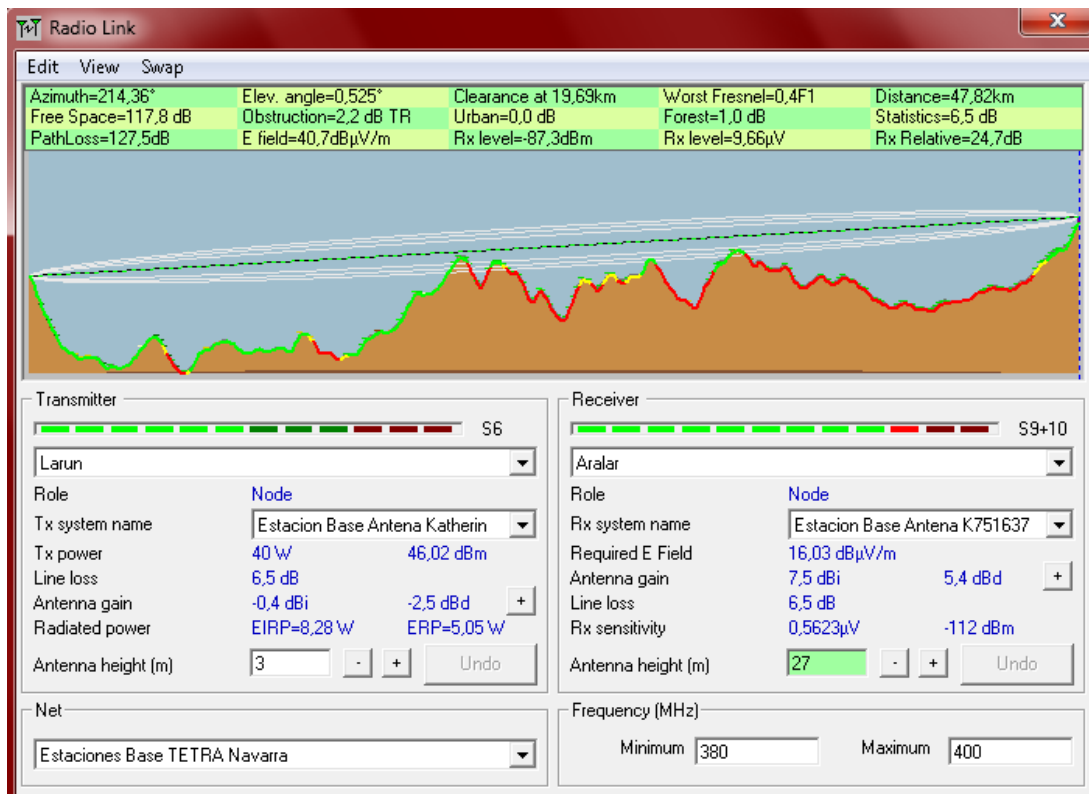 Radio Link
Edit View Swap
Azimuth=214,36° Elev. angle=0,525° Clearance at 19,69km Worst Fresnel=0,4F1 Distance=47,82km
Free Space=117,8 dB Obstruction=2,2 dB TR Urban=0,0 dB Forest=1,0 dB Statistics=6,5 dB
PathLoss=127,5dB E field=40,7dBµV/m Rx level=-87,3dBm Rx level=9,66µV Rx Relative=24,7dB
Transmitter
S6
Larun
Role Node
Tx system name Estacion Base Antena Katherin
Tx power 40 W 46,02 dBm
Line loss 6,5 dB
Antenna gain -0,4 dBi -2,5 dBd +
Radiated power EIRP=8,28 W ERP=5,05 W
Antenna height (m) 3 - + Undo
Net
Estaciones Base TETRA Navarra
Receiver
S9+10
Aralar
Role Node
Rx system name Estacion Base Antena K751637
Required E Field 16,03 dBµV/m
Antenna gain 7,5 dBi 5,4 dBd +
Line loss 6,5 dB
Rx sensitivity 0,5623µV -112 dBm
Antenna height (m) 27 - + Undo
Frequency (MHz)
Minimum 380 Maximum 400